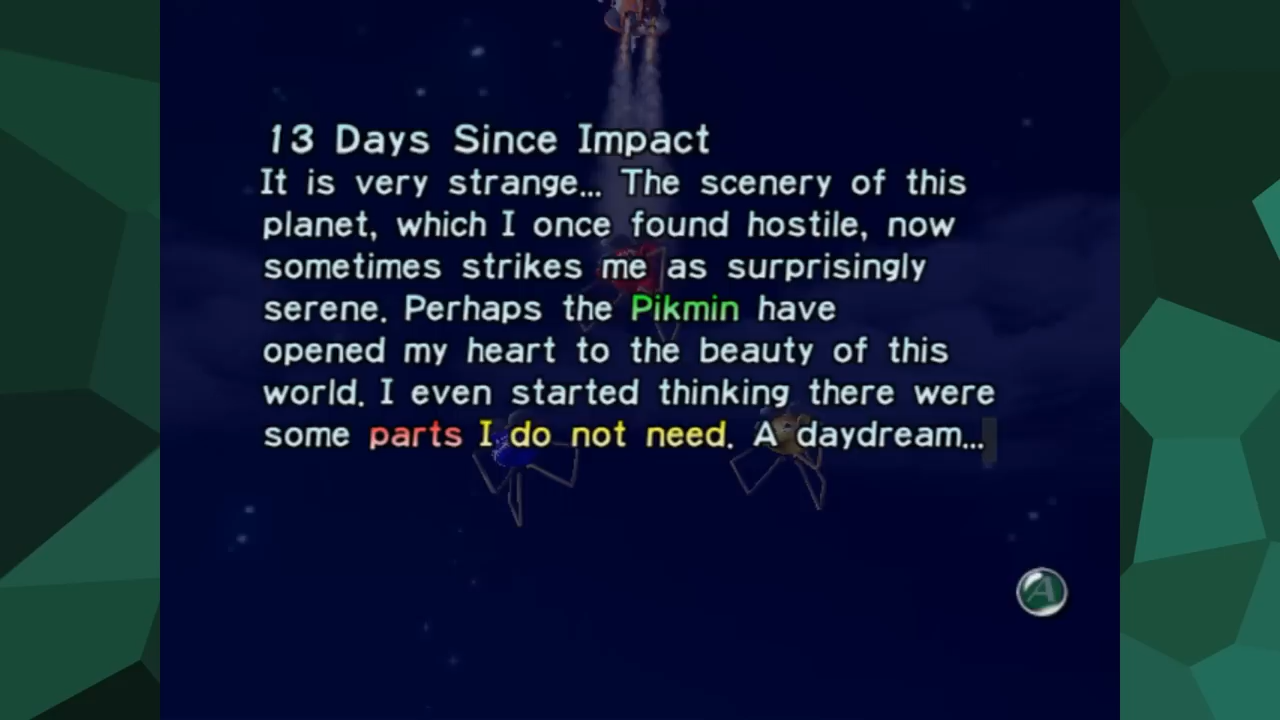 13 Days Since Impact
It is very strange... The scenery of this
planet, which I once found hostile, now
sometimes strikes me as surprisingly
serene. Perhaps the Pikmin have
opened my heart to the beauty of this
world. I even started thinking there were
some parts I do not need. A daydream...
A